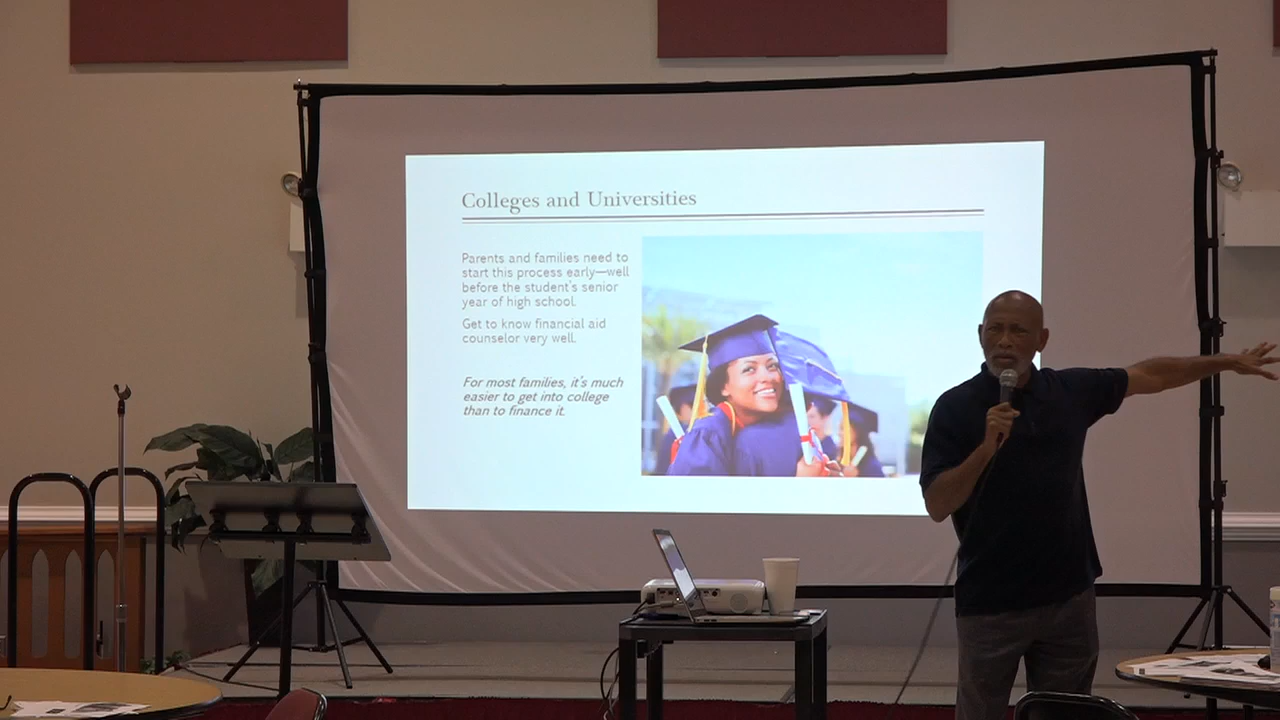 Colleges and Universities
Parents and families need to
start this process early—well
before the student's senior
year of high school.
Get to know financial aid
counselor very well.
For most families, it's much
easier to get into college
than to finance it.